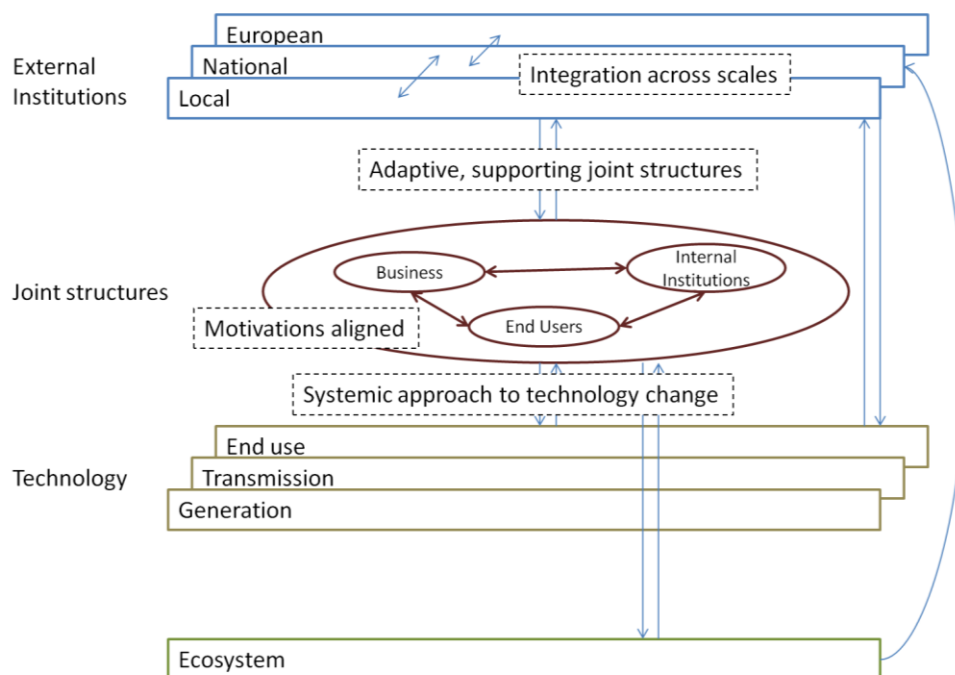 European
National
External
Institutions
Integration across scales
Local
Adaptive, supporting joint structures
Business
Internal
Institutions
Joint structures
Motivations aligned
End Users
Systemic approach to technology change
End use
Technology
Transmission
Generation
Ecosystem